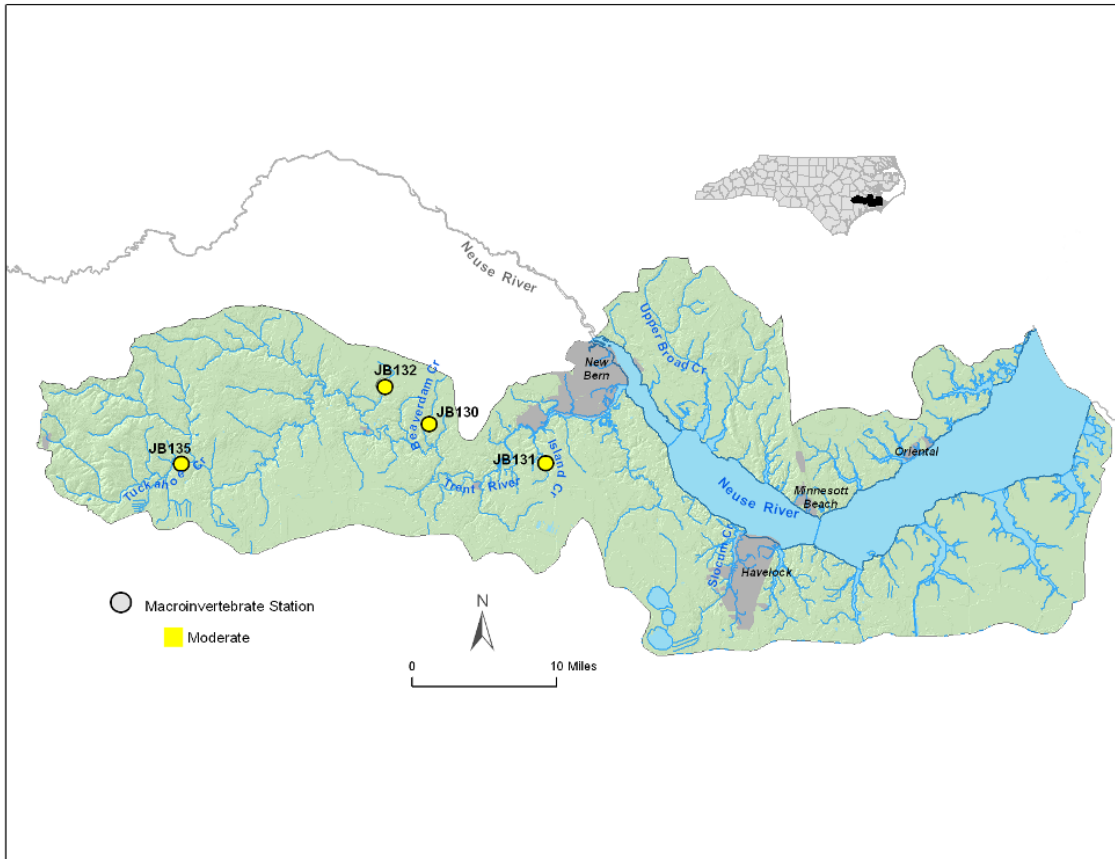 Neuse River
Upper Broad Cr
New
Bern
JB132
Beaverdam Cr
JB130
JB135
Tuckahoe Cr
JB131
Island Cr
Trent River
Oriental
Neuse River
Minnesott
Beach
Slocum Cr
Havelock
Macroinvertebrate Station
Moderate
N
0
10 Miles